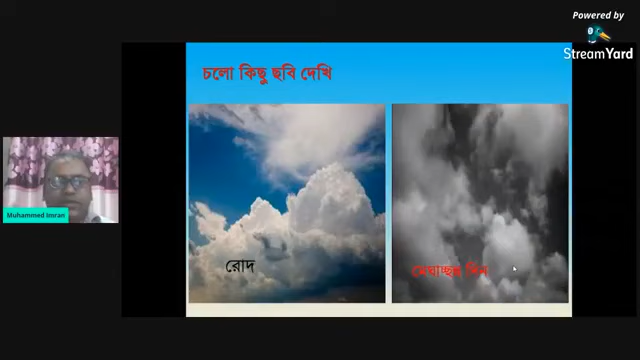 Powered by
StreamYard
চলো কিছু ছবি দেখি
রোদ
মেঘাচ্ছন্ন দিন
Muhammed Imran